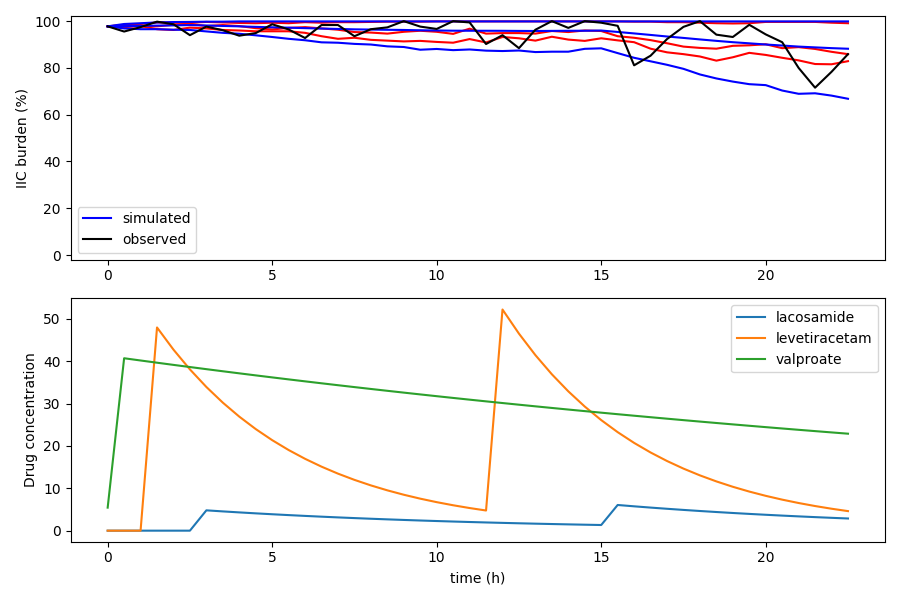 100
80
60
40
20
0
IIC burden (%)
simulated
observed
0
5
10
15
20
50
40
30
20
10
0
Drug concentration
lacosamide
levetiracetam
valproate
0
5
10
15
20
time (h)